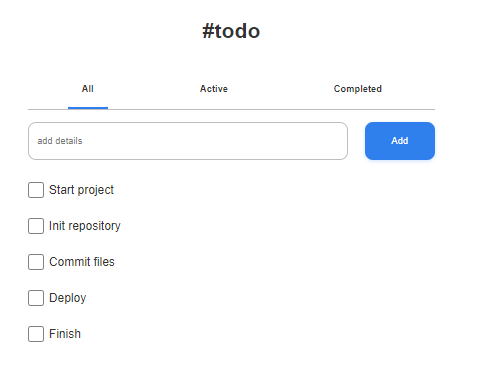 #todo
All Active Completed
add details Add
Start project
Init repository
Commit files
Deploy
Finish